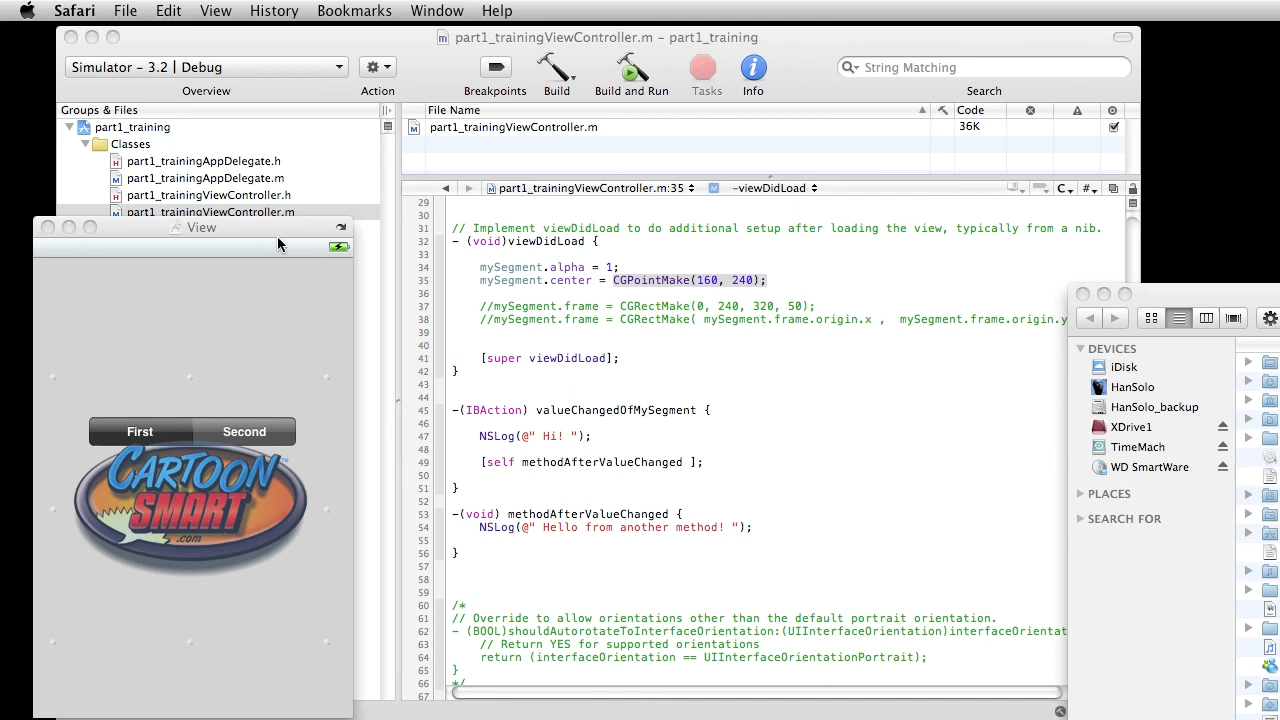 Safari File Edit View History Bookmarks Window Help
part1_trainingViewController.m – part1_training
Simulator - 3.2 | Debug
String Matching
Overview Action Breakpoints Build Build and Run Tasks Info Search
Groups & Files
File Name Code
part1_training
part1_trainingViewController.m 36K
Classes
part1_trainingAppDelegate.h
part1_trainingAppDelegate.m
part1_trainingViewController.h
part1_trainingViewController.m
part1_trainingViewController.m:35 -viewDidLoad C #
View
First Second
CARTOON
SMART
.com
TM
29
30
31 // Implement viewDidLoad to do additional setup after loading the view, typically from a nib.
32 - (void)viewDidLoad {
33
34 mySegment.alpha = 1;
35 mySegment.center = CGPointMake(160, 240);
36
37 //mySegment.frame = CGRectMake(0, 240, 320, 50);
38 //mySegment.frame = CGRectMake( mySegment.frame.origin.x , mySegment.frame.origin.y
39
40
41 [super viewDidLoad];
42 }
43
44
45 -(IBAction) valueChangedOfMySegment {
46
47 NSLog(@" Hi! ");
48
49 [self methodAfterValueChanged ];
50
51 }
52
53 -(void) methodAfterValueChanged {
54 NSLog(@" Hello from another method! ");
55
56 }
57
58
59
60 /*
61 // Override to allow orientations other than the default portrait orientation.
62 - (BOOL)shouldAutorotateToInterfaceOrientation:(UIInterfaceOrientation)interfaceOrientat
63 // Return YES for supported orientations
64 return (interfaceOrientation == UIInterfaceOrientationPortrait);
65 }
66 */
67
DEVICES
iDisk
HanSolo
HanSolo_backup
XDrive1
TimeMach
WD SmartWare
PLACES
SEARCH FOR